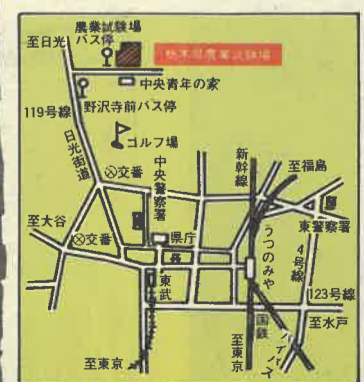 農業試験場
バス停
至日光
栃木県農業試験場
中央青年の家
野沢寺前バス停
119号線
日光街道
ゴルフ場
交番
中央警察署
新幹線
至福島
至大谷
交番
県庁
うつのみや
東警察署
4号線
東武
123号線
至水戸
国鉄
バイパス
至東京
至東京